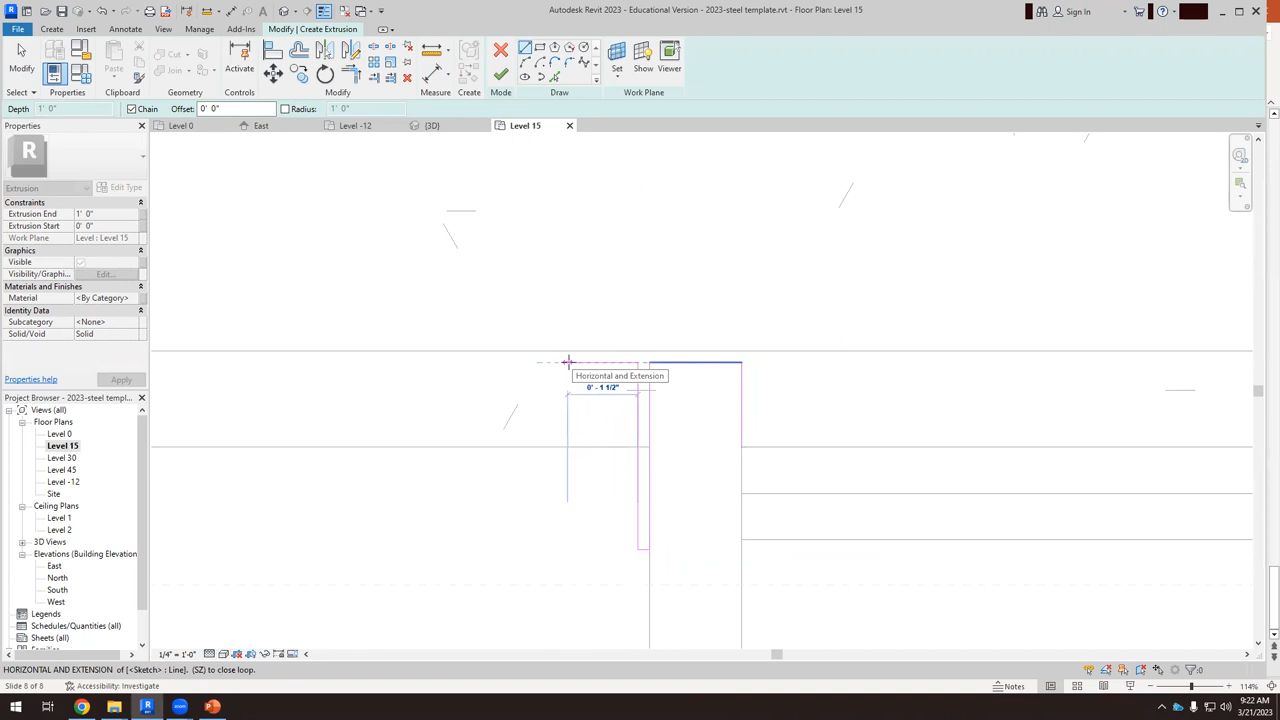 Autodesk Revit 2023 - Educational Version - 2023-steel template.rvt - Floor Plan: Level 15
Sign In
File
Create
Insert
Annotate
View
Manage
Add-Ins
Modify | Create Extrusion
Modify
Cut
Join
Activate
Set
Show
Viewer
Select
Properties
Clipboard
Geometry
Controls
Modify
Measure
Create
Mode
Draw
Work Plane
Depth
1' 0"
Chain
Offset:
0' 0"
Radius:
1' 0"
Properties
Level 0
East
Level -12
{3D}
Level 15
R
Extrusion
Edit Type
Constraints
Extrusion End
1' 0"
Extrusion Start
0' 0"
Work Plane
Level : Level 15
Graphics
Visible
Visibility/Graphi...
Edit...
Materials and Finishes
Material
<By Category>
Identity Data
Subcategory
<None>
Solid/Void
Solid
Properties help
Apply
Project Browser - 2023-steel templ...
Views (all)
Floor Plans
Level 0
Level 15
Level 30
Level 45
Level -12
Site
Ceiling Plans
Level 1
Level 2
3D Views
Elevations (Building Elevation
East
North
South
West
Legends
Schedules/Quantities (all)
Sheets (all)
Horizontal and Extension
0' - 1 1/2"
1/4" = 1'-0"
HORIZONTAL AND EXTENSION of [<Sketch> : Line]. (SZ) to close loop.
:0
Slide 8 of 8
Accessibility: Investigate
Notes
114%
9:22 AM
3/21/2023